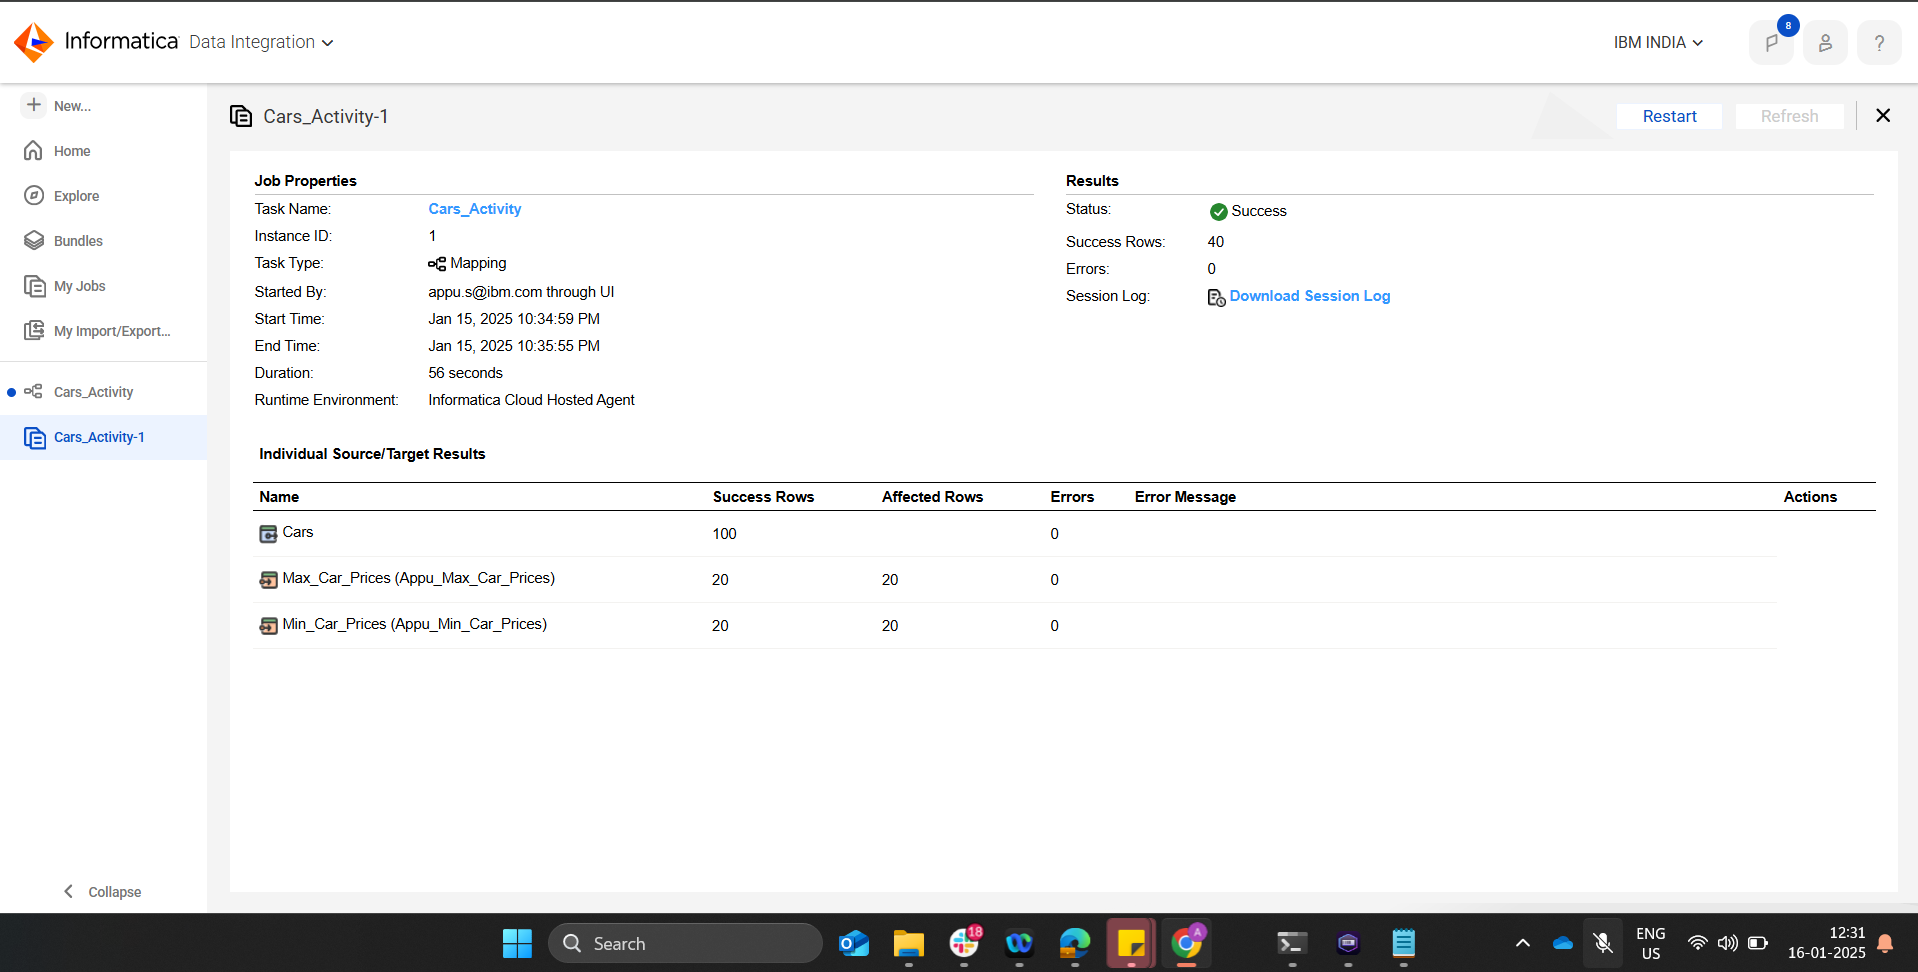 Informatica Data Integration
IBM INDIA
8
?
New...
Home
Explore
Bundles
My Jobs
My Import/Export...
Cars_Activity
Cars_Activity-1
Collapse
Cars_Activity-1
Restart
Refresh
Job Properties
Task Name: Cars_Activity
Instance ID: 1
Task Type: Mapping
Started By: appu.s@ibm.com through UI
Start Time: Jan 15, 2025 10:34:59 PM
End Time: Jan 15, 2025 10:35:55 PM
Duration: 56 seconds
Runtime Environment: Informatica Cloud Hosted Agent
Results
Status: Success
Success Rows: 40
Errors: 0
Session Log: Download Session Log
Individual Source/Target Results
Name Success Rows Affected Rows Errors Error Message Actions
Cars 100 0
Max_Car_Prices (Appu_Max_Car_Prices) 20 20 0
Min_Car_Prices (Appu_Min_Car_Prices) 20 20 0
Search
18
A
ENG
US
12:31
16-01-2025